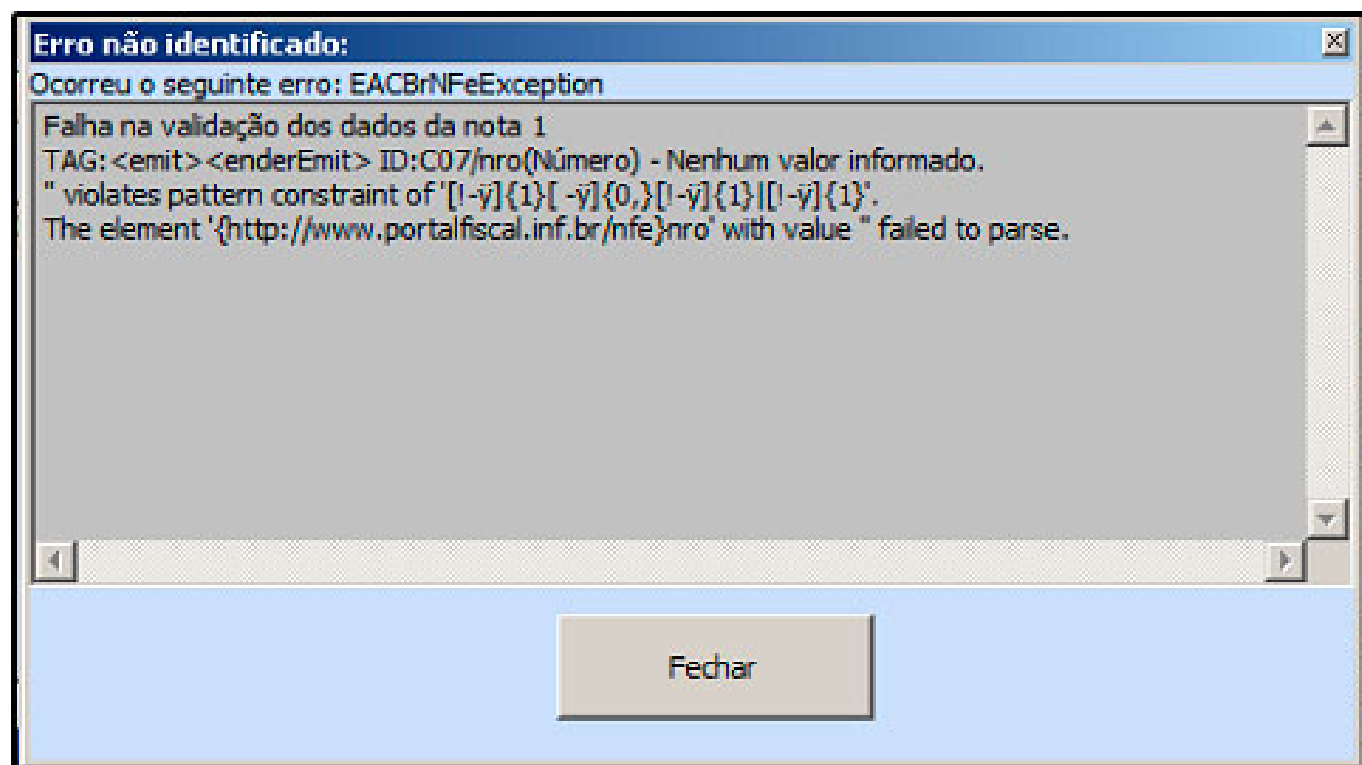 Erro não identificado:
Ocorreu o seguinte erro: EACBrNFeException
Falha na validação dos dados da nota 1
TAG:<emit><enderEmit> ID:C07/nro(Número) - Nenhum valor informado.
'' violates pattern constraint of '[!-ÿ]{1}[ -ÿ]{0,}[!-ÿ]{1}|[!-ÿ]{1}'.
The element '{http://www.portalfiscal.inf.br/nfe}nro' with value '' failed to parse.
Fechar